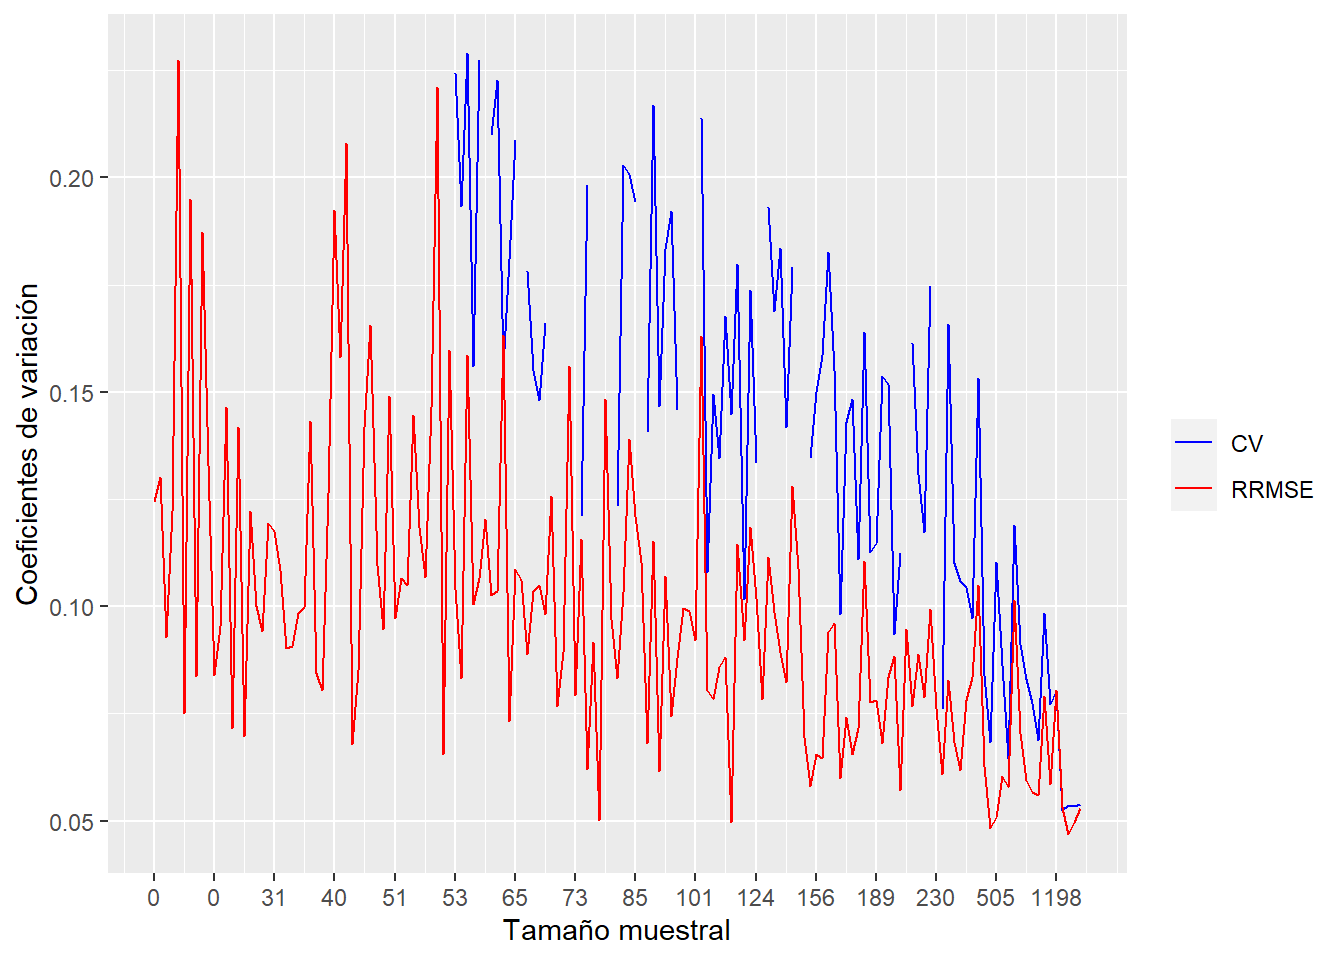 Coeficientes de variación
0.20
0.15
0.10
0.05
0 0 31 40 51 53 65 73 85 101 124 156 189 230 505 1198
Tamaño muestral
CV
RRMSE